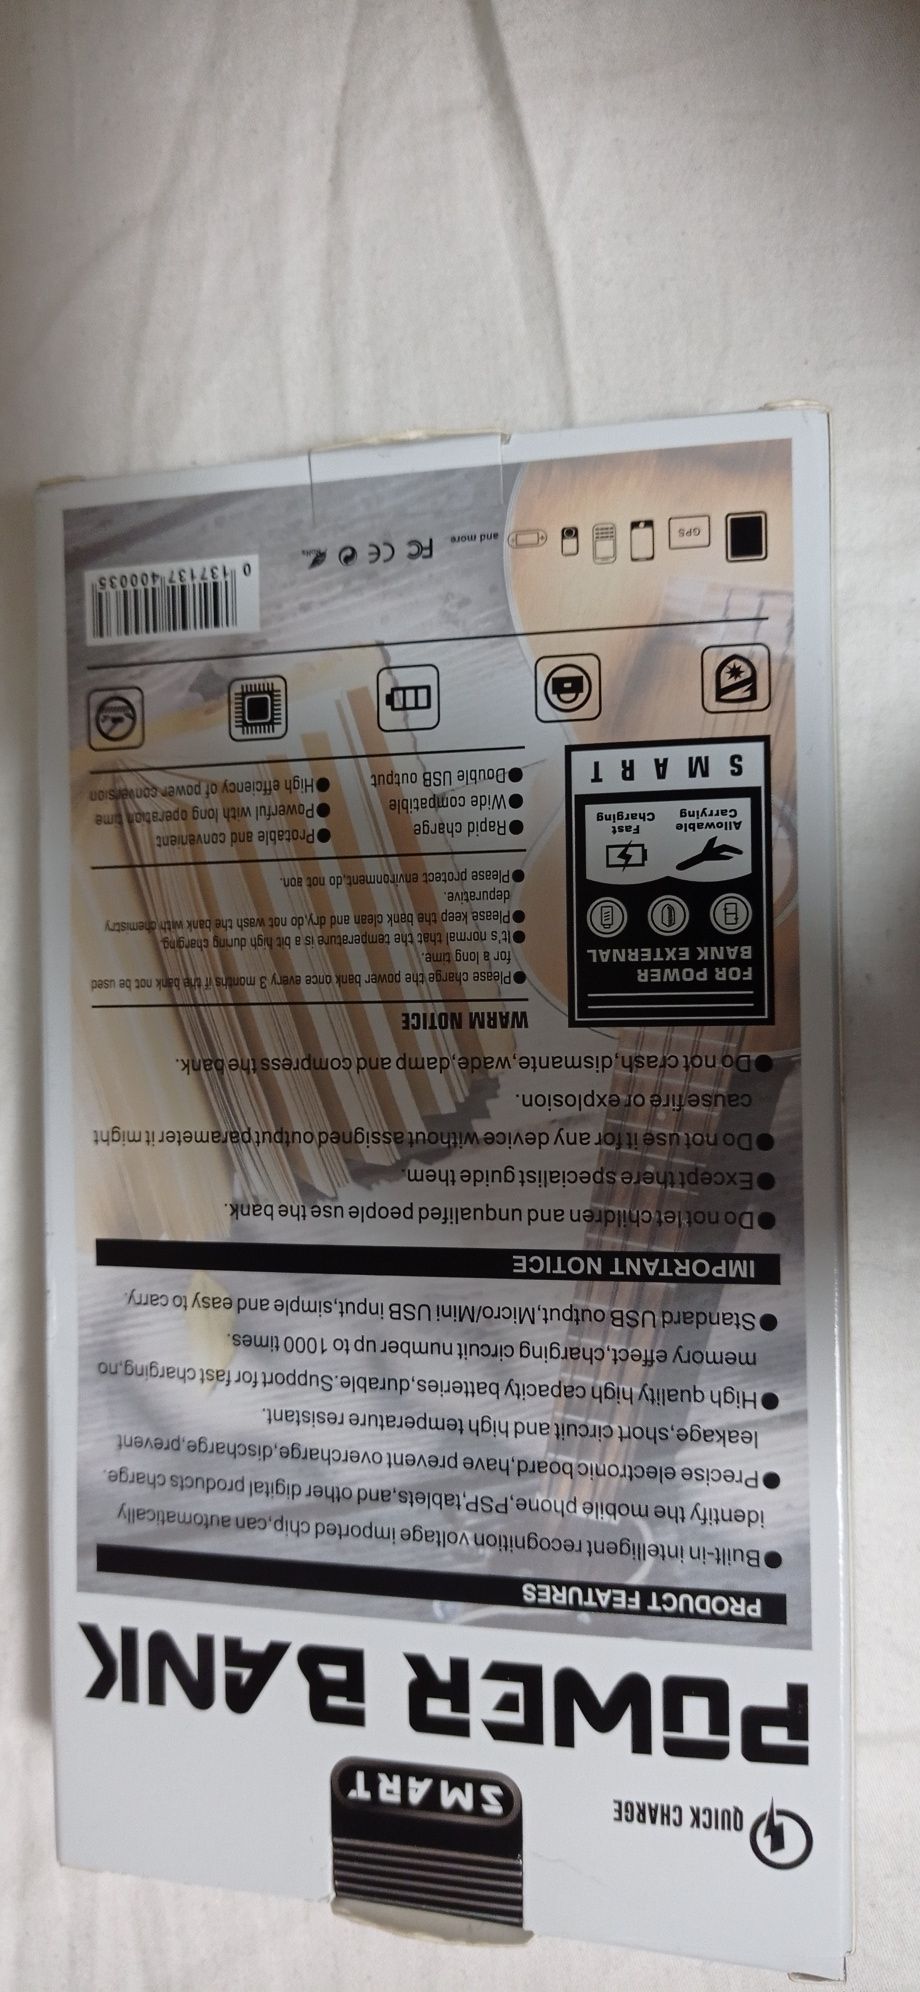 QUICK CHARGE
SMART
POWER BANK
PRODUCT FEATURES
●Built-in intelligent recognition voltage imported chip,can automatically
identify the mobile phone,PSP,tablets,and other digital products charge.
●Precise electronic board,have prevent overcharge,discharge,prevent
leakage,short circuit and high temperature resistant.
●High quality high capacity batteries,durable.Support for fast charging,no
memory effect,charging circuit number up to 1000 times.
●Standard USB output,Micro/Mini USB input,simple and easy to carry.
IMPORTANT NOTICE
●Do not let children and unqualifed people use the bank.
●Except there specialist guide them.
●Do not use it for any device without assigned output parameter it might
cause fire or explosion.
●Do not crash,dismante,wade,damp and compress the bank.
FOR POWER
BANK EXTERNAL
Allowable
Carrying
Fast
Charging
SMART
WARM NOTICE
●Please charge the power bank once every 3 months if the bank not be used
for a long time.
●It's normal that the temperature is a bit high during charging.
●Please keep the bank clean and dry,do not wash the bank with chemistry
depurative.
●Please protect environment,do not aon.
●Rapid charge
●Wide compatible
●Double USB output
●Protable and convenient
●Powerful with long operation time
●High efficiency of power conversion
GPS
and more
FC CE RoHs
0 137137 400035